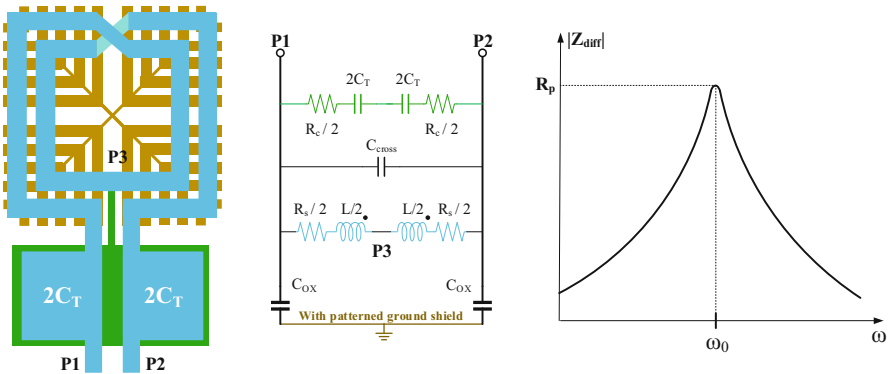 P3
2C_T
2C_T
P1
P2
P1
P2
2C_T
2C_T
R_c / 2
R_c / 2
C_cross
R_s / 2
L/2
L/2
R_s / 2
P3
C_OX
C_OX
With patterned ground shield
|Z_diff|
R_p
ω_0
ω